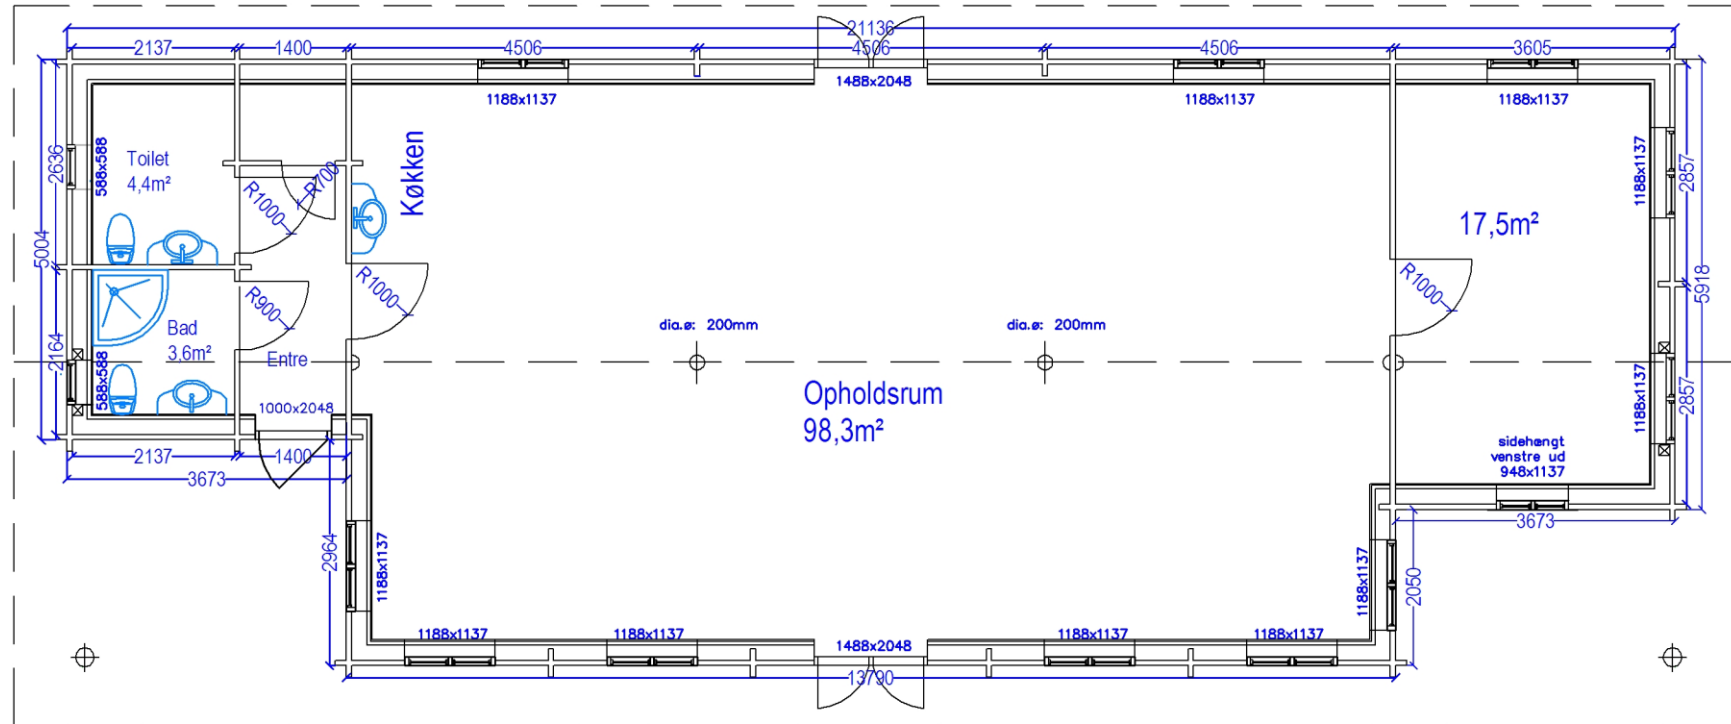 21136
2137
1400
4506
4506
4506
3605
1188x1137
1488x2048
1188x1137
1188x1137
Toilet
4,4m²
588x588
2636
5004
R1000
R700
Køkken
1188x1137
2857
17,5m²
5918
R900
R1000
R1000
Bad
3,6m²
588x588
2164
Entre
dia.ø: 200mm
dia.ø: 200mm
Opholdsrum
98,3m²
1000x2048
1188x1137
2857
sidehængt
venstre ud
948x1137
2137
1400
3673
3673
2964
1188x1137
1188x1137
2050
1188x1137
1188x1137
1488x2048
1188x1137
1188x1137
13790